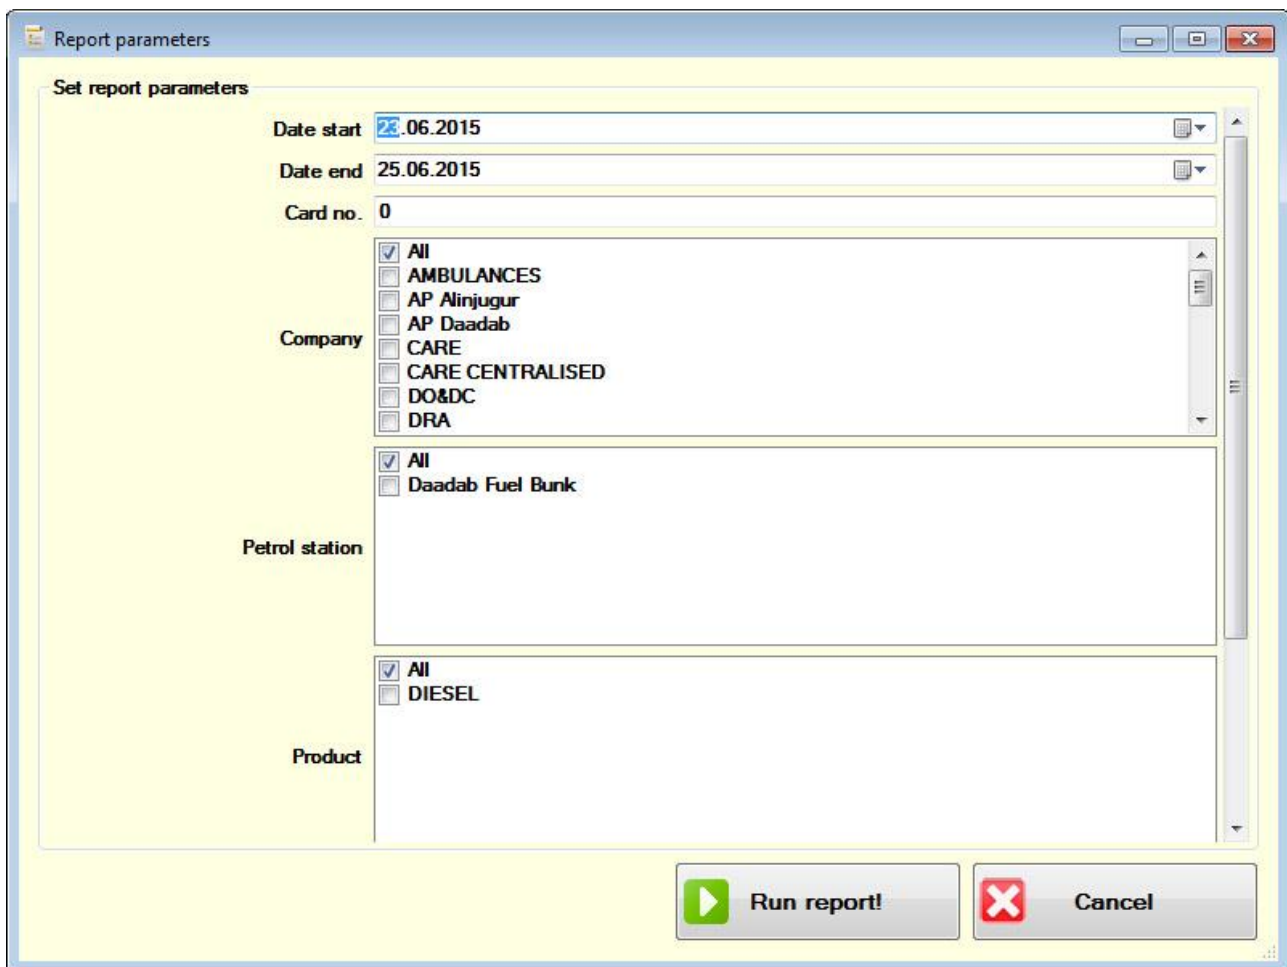 Report parameters
Set report parameters
Date start 23.06.2015
Date end 25.06.2015
Card no. 0
Company
All
AMBULANCES
AP Alinjugur
AP Daadab
CARE
CARE CENTRALISED
DO&DC
DRA
Petrol station
All
Daadab Fuel Bunk
Product
All
DIESEL
Run report!
Cancel